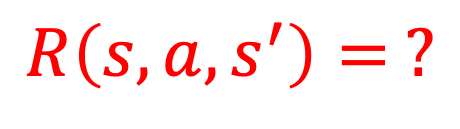 R(s, a, s′) = ?